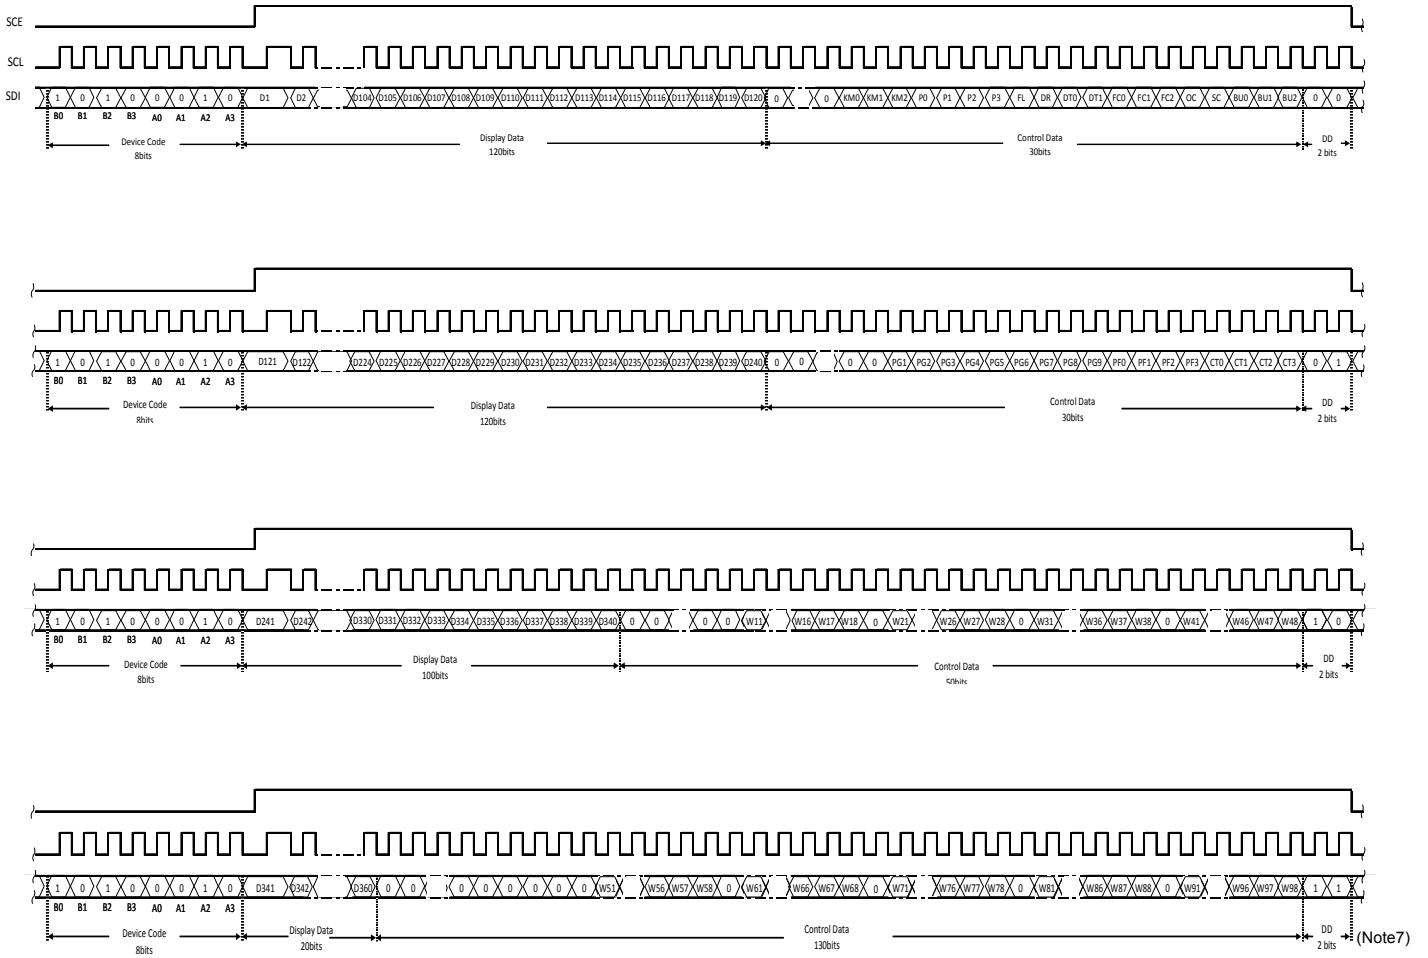 SCE
SCL
SDI 1 0 1 0 0 0 1 0 D1 D2 D104 D105 D106 D107 D108 D109 D110 D111 D112 D113 D114 D115 D116 D117 D118 D119 D120 0 0 KM0 KM1 KM2 P0 P1 P2 P3 FL DR DT0 DT1 FC0 FC1 FC2 OC SC BU0 BU1 BU2 0 0
B0 B1 B2 B3 A0 A1 A2 A3
Device Code Display Data Control Data DD
8bits 120bits 30bits 2 bits
1 0 1 0 0 0 1 0 D121 D122 D224 D225 D226 D227 D228 D229 D230 D231 D232 D233 D234 D235 D236 D237 D238 D239 D240 0 0 0 0 PG1 PG2 PG3 PG4 PG5 PG6 PG7 PG8 PG9 PF0 PF1 PF2 PF3 CT0 CT1 CT2 CT3 0 1
B0 B1 B2 B3 A0 A1 A2 A3
Device Code Display Data Control Data DD
8bits 120bits 30bits 2 bits
1 0 1 0 0 0 1 0 D241 D242 D330 D331 D332 D333 D334 D335 D336 D337 D338 D339 D340 0 0 0 0 W11 W16 W17 W18 0 W21 W26 W27 W28 0 W31 W36 W37 W38 0 W41 W46 W47 W48 1 0
B0 B1 B2 B3 A0 A1 A2 A3
Device Code Display Data Control Data DD
8bits 100bits 50bits 2 bits
1 0 1 0 0 0 1 0 D341 D342 D360 0 0 0 0 0 0 0 0 W51 W56 W57 W58 0 W61 W66 W67 W68 0 W71 W76 W77 W78 0 W81 W86 W87 W88 0 W91 W96 W97 W98 1 1
B0 B1 B2 B3 A0 A1 A2 A3
Device Code Display Data Control Data DD
8bits 20bits 130bits 2 bits (Note7)